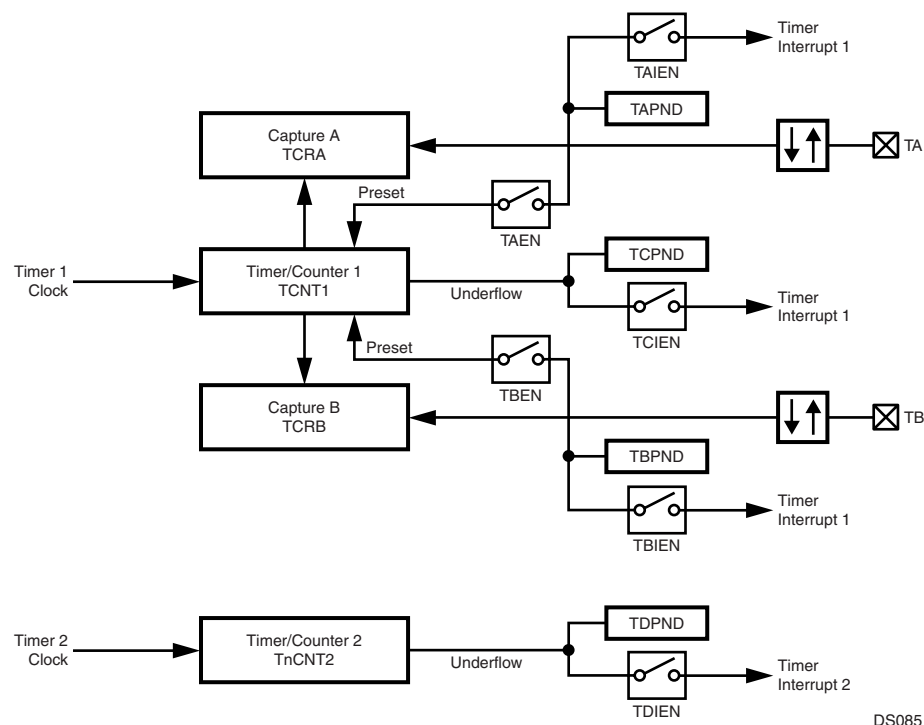 Timer
Interrupt 1
TAIEN
TAPND
Capture A
TCRA
TA
Preset
TAEN
Timer 1
Clock
Timer/Counter 1
TCNT1
Underflow
TCPND
Timer
Interrupt 1
TCIEN
Preset
TBEN
Capture B
TCRB
TB
TBPND
Timer
Interrupt 1
TBIEN
Timer 2
Clock
Timer/Counter 2
TnCNT2
Underflow
TDPND
Timer
Interrupt 2
TDIEN
DS085